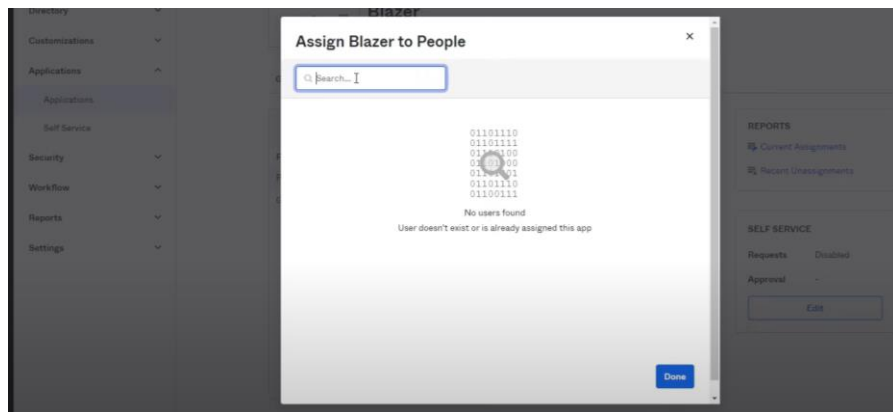 Directory
Customizations
Applications
Applications
Self Service
Security
Workflow
Reports
Settings
Blazer
Assign Blazer to People
Search...
01101110
01101111
01101000
No users found
User doesn't exist or is already assigned this app
Done
REPORTS
Current Assignments
Recent Unassignments
SELF SERVICE
Requests Disabled
Approval -
Edit